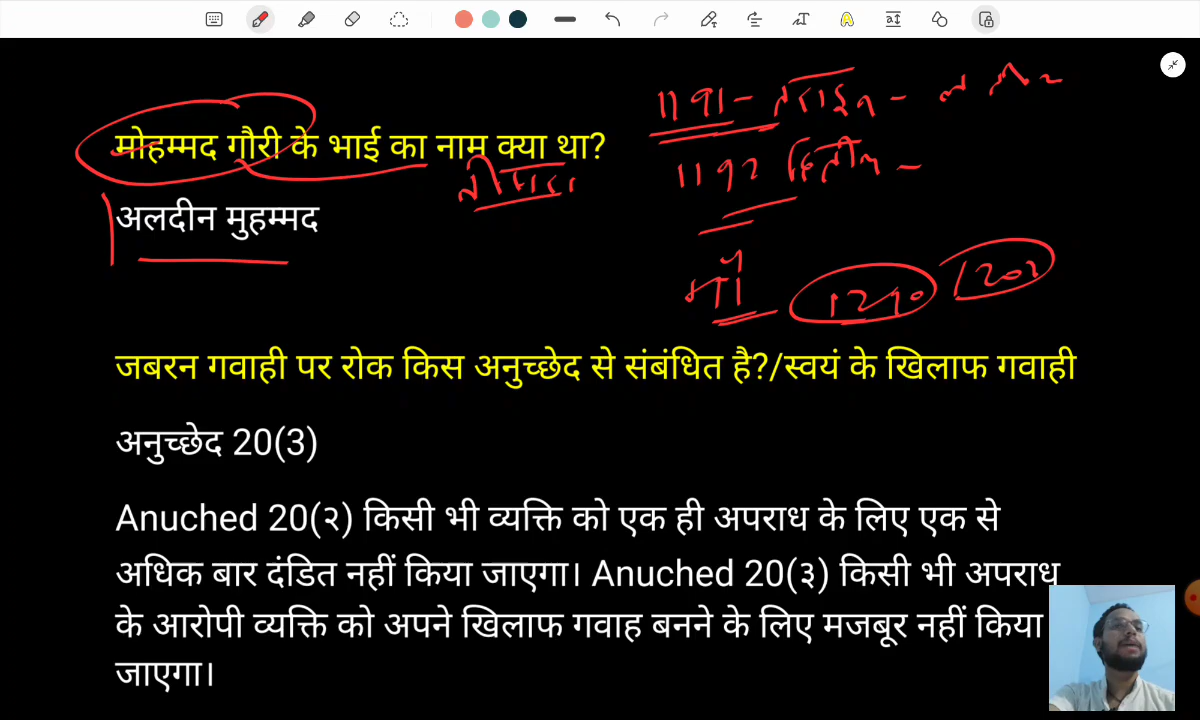 मोहम्मद गौरी के भाई का नाम क्या था?
अलदीन मुहम्मद
1191 - तराइन -
1192 द्वितीय -
1206
जबरन गवाही पर रोक किस अनुच्छेद से संबंधित है?/स्वयं के खिलाफ गवाही
अनुच्छेद 20(3)
Anuched 20(२) किसी भी व्यक्ति को एक ही अपराध के लिए एक से
अधिक बार दंडित नहीं किया जाएगा। Anuched 20(३) किसी भी अपराध
के आरोपी व्यक्ति को अपने खिलाफ गवाह बनने के लिए मजबूर नहीं किया
जाएगा।